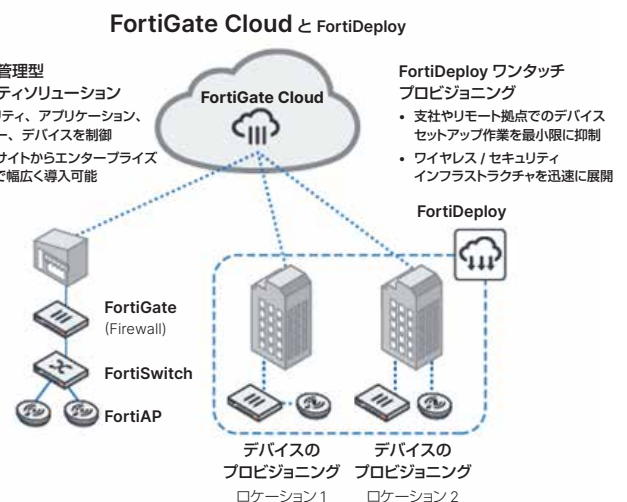 FortiGate Cloud と FortiDeploy
管理型
ティソリューション
リティ、アプリケーション、
ー、デバイスを制御
サイトからエンタープライズ
で幅広く導入可能
FortiGate Cloud
FortiDeploy ワンタッチ
プロビジョニング
• 支社やリモート拠点でのデバイス
セットアップ作業を最小限に抑制
• ワイヤレス / セキュリティ
インフラストラクチャを迅速に展開
FortiDeploy
FortiGate
(Firewall)
FortiSwitch
FortiAP
デバイスの
プロビジョニング
ロケーション 1
デバイスの
プロビジョニング
ロケーション 2